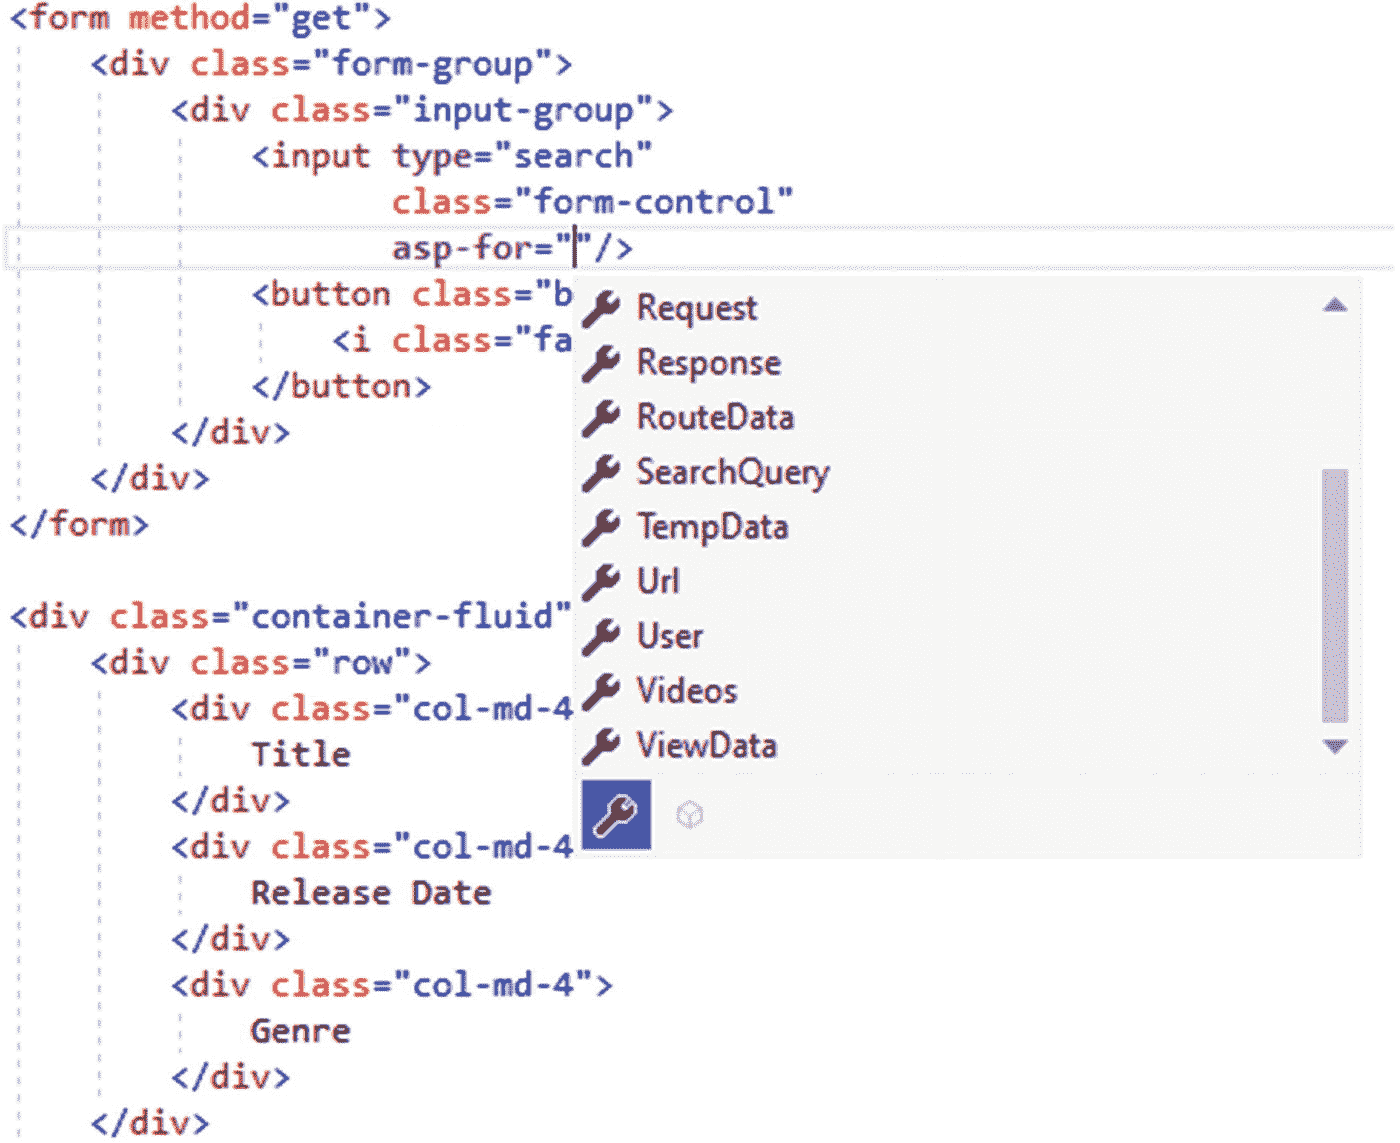 <form method="get">
<div class="form-group">
<div class="input-group">
<input type="search"
class="form-control"
asp-for=""/>
<button class="b
<i class="fa
</button>
</div>
</div>
</form>
<div class="container-fluid"
<div class="row">
<div class="col-md-4
Title
</div>
<div class="col-md-4
Release Date
</div>
<div class="col-md-4">
Genre
</div>
</div>
Request
Response
RouteData
SearchQuery
TempData
Url
User
Videos
ViewData